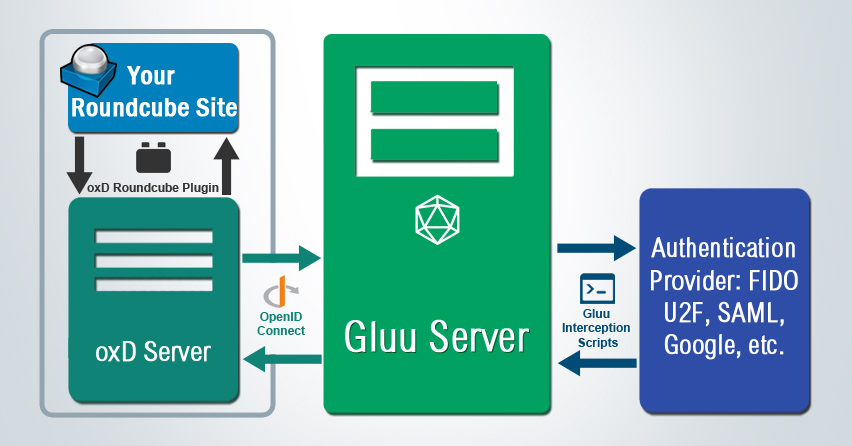 Your
Roundcube Site
oxD Roundcube Plugin
oxD Server
OpenID
Connect
Gluu Server
Gluu
Interception
Scripts
Authentication
Provider: FIDO
U2F, SAML,
Google, etc.